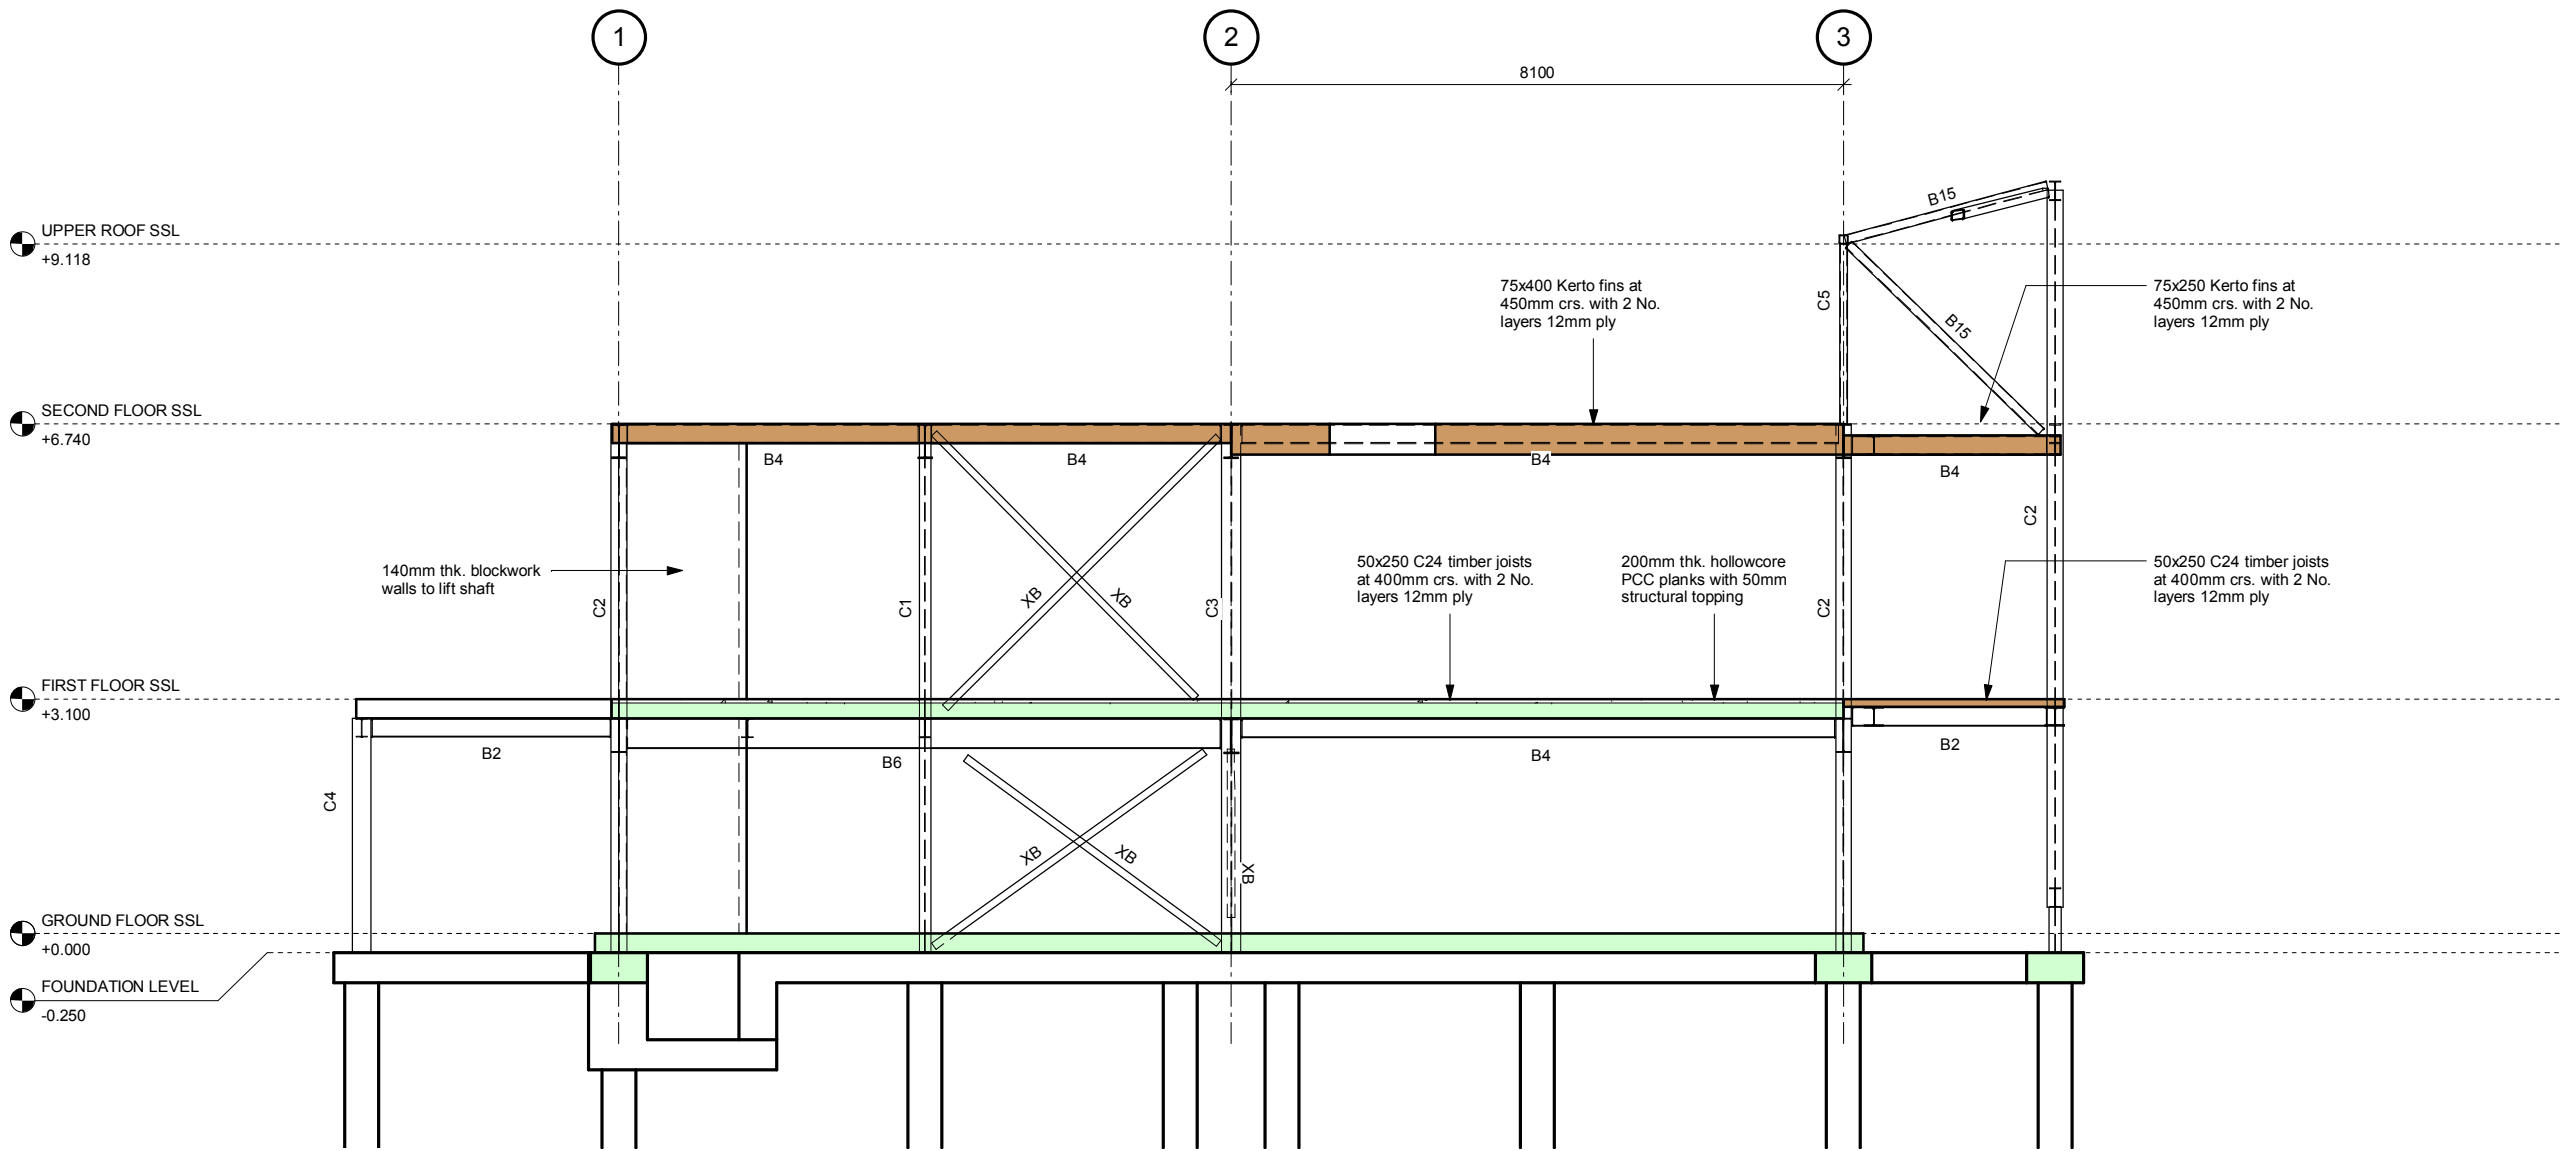 1
2
3
8100
B15
UPPER ROOF SSL
+9.118
75x400 Kerto fins at
450mm crs. with 2 No.
layers 12mm ply
C5
B15
75x250 Kerto fins at
450mm crs. with 2 No.
layers 12mm ply
SECOND FLOOR SSL
+6.740
B4
B4
B4
B4
C2
140mm thk. blockwork
walls to lift shaft
C2
C1
XB
XB
C3
50x250 C24 timber joists
at 400mm crs. with 2 No.
layers 12mm ply
200mm thk. hollowcore
PCC planks with 50mm
structural topping
C2
50x250 C24 timber joists
at 400mm crs. with 2 No.
layers 12mm ply
FIRST FLOOR SSL
+3.100
B2
B6
B4
B2
C4
XB
XB
XB
GROUND FLOOR SSL
+0.000
FOUNDATION LEVEL
-0.250